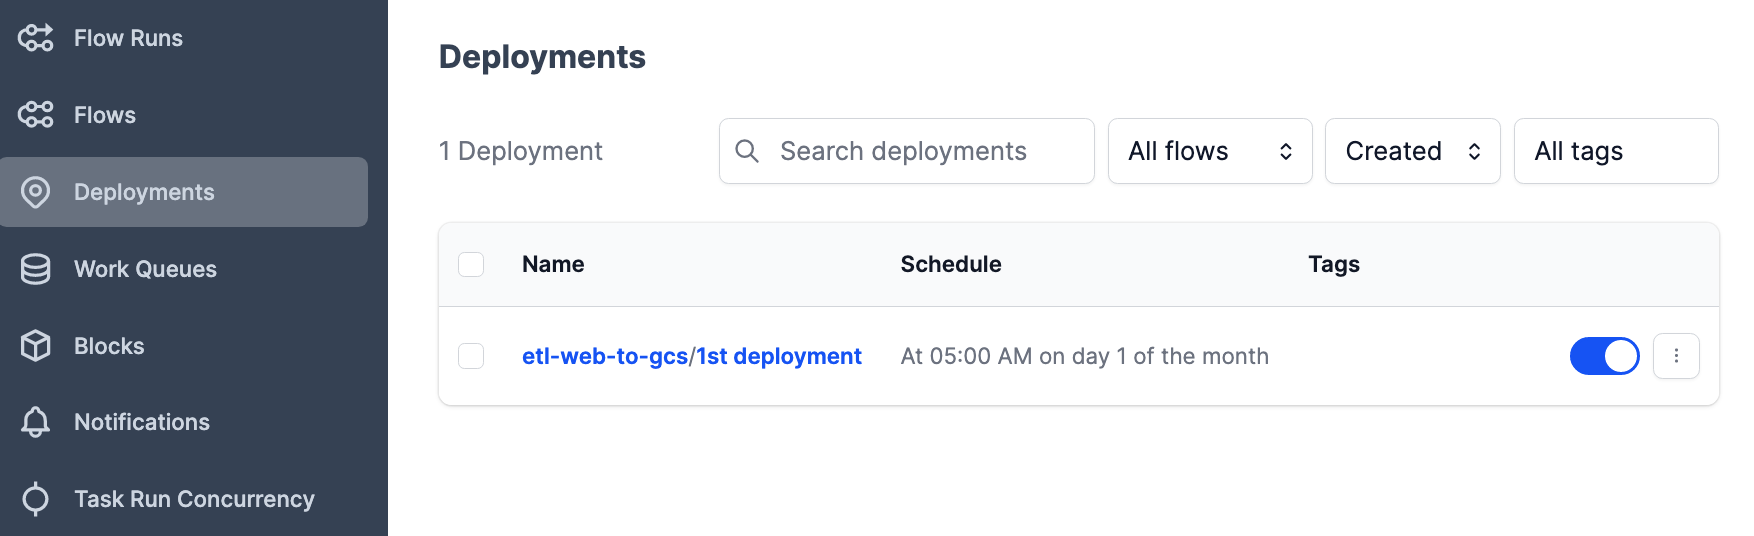 Flow Runs
Flows
Deployments
Work Queues
Blocks
Notifications
Task Run Concurrency
Deployments
1 Deployment
Search deployments
All flows
Created
All tags
Name Schedule Tags
etl-web-to-gcs/1st deployment At 05:00 AM on day 1 of the month